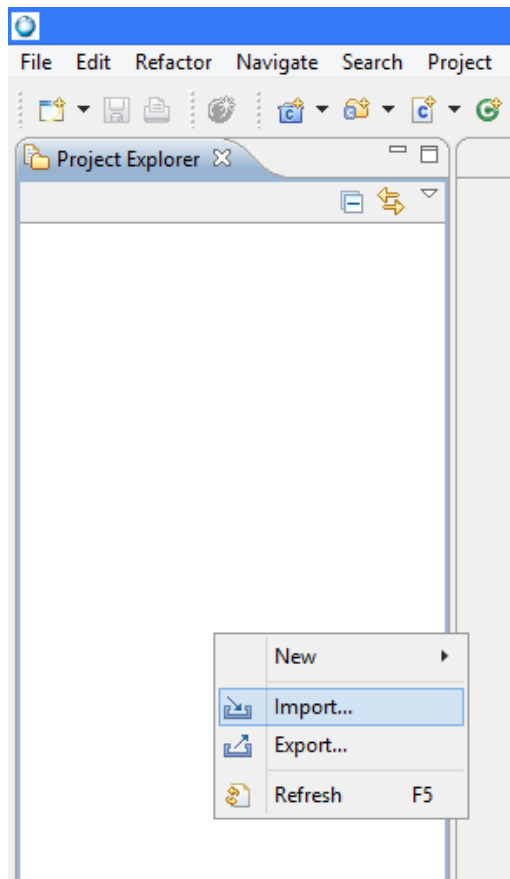 File Edit Refactor Navigate Search Project
Project Explorer
New
Import...
Export...
Refresh F5